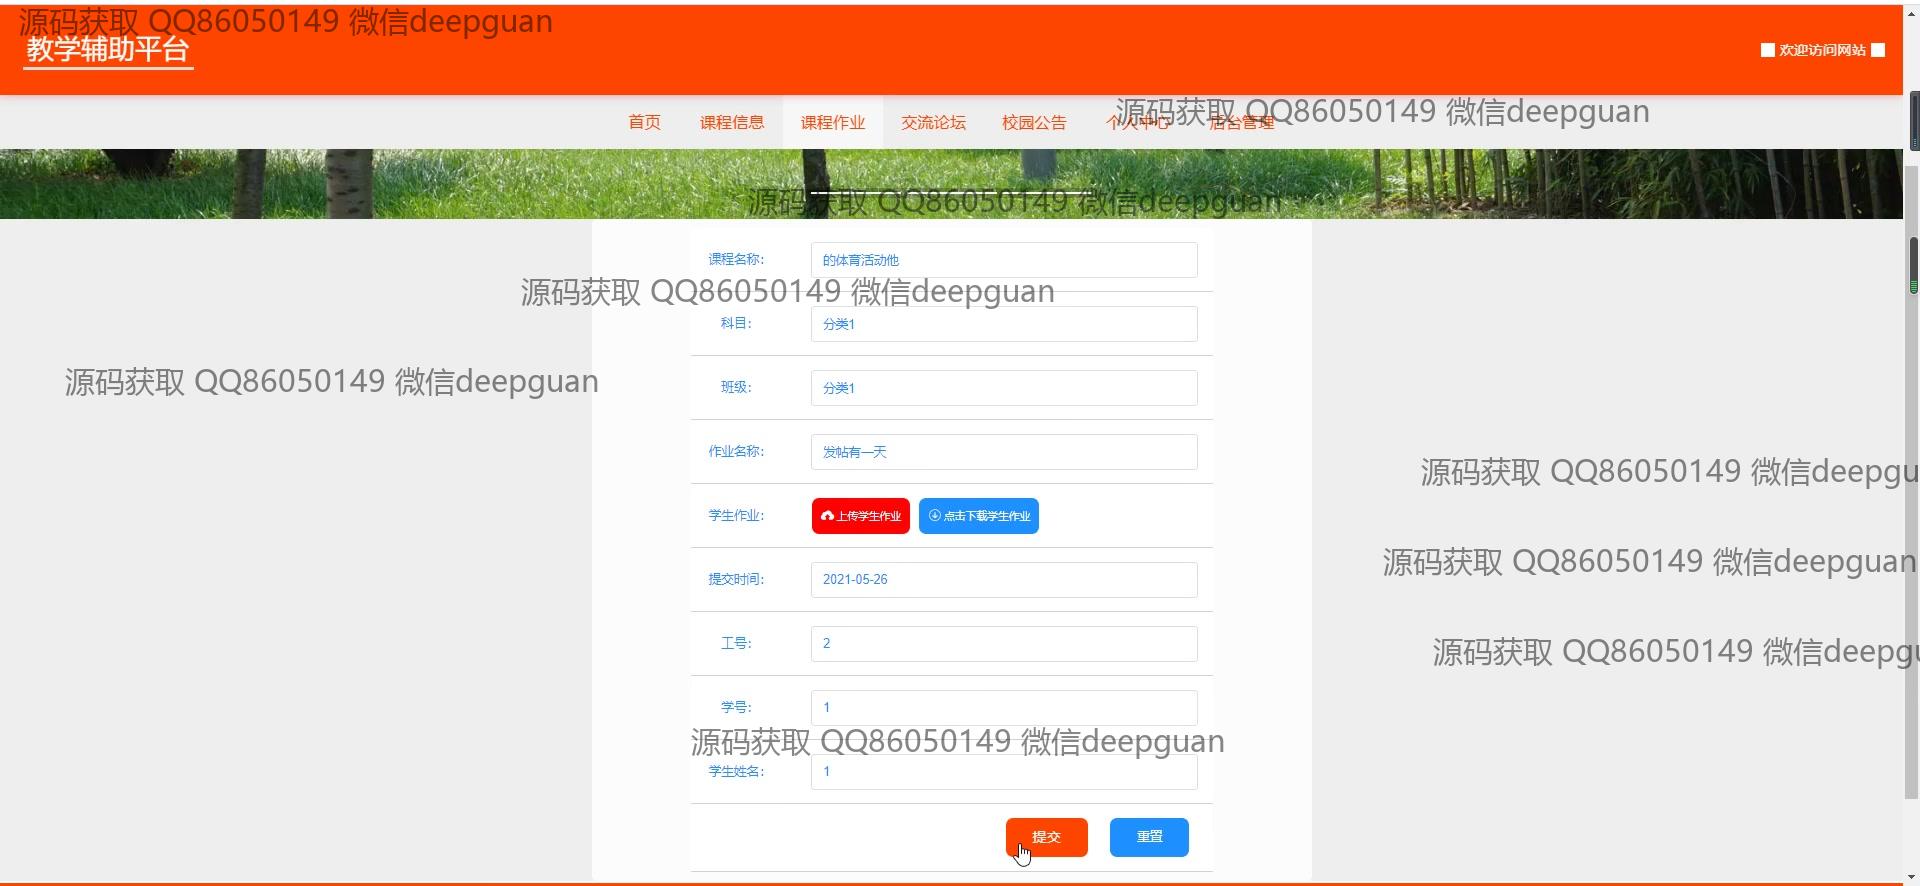 源码获取 QQ86050149 微信deepguan
教学辅助平台
欢迎访问网站
首页 课程信息 课程作业 交流论坛 校园公告 个人中心 后台管理
源码获取 QQ86050149 微信deepguan
源码获取 QQ86050149 微信deepguan
课程名称: 的体育活动他
源码获取 QQ86050149 微信deepguan
科目: 分类1
源码获取 QQ86050149 微信deepguan
班级: 分类1
作业名称: 发帖有一天
源码获取 QQ86050149 微信deepgu
学生作业: 上传学生作业 点击下载学生作业
源码获取 QQ86050149 微信deepguan
提交时间: 2021-05-26
工号: 2
源码获取 QQ86050149 微信deepgu
学号: 1
源码获取 QQ86050149 微信deepguan
学生姓名: 1
提交 重置